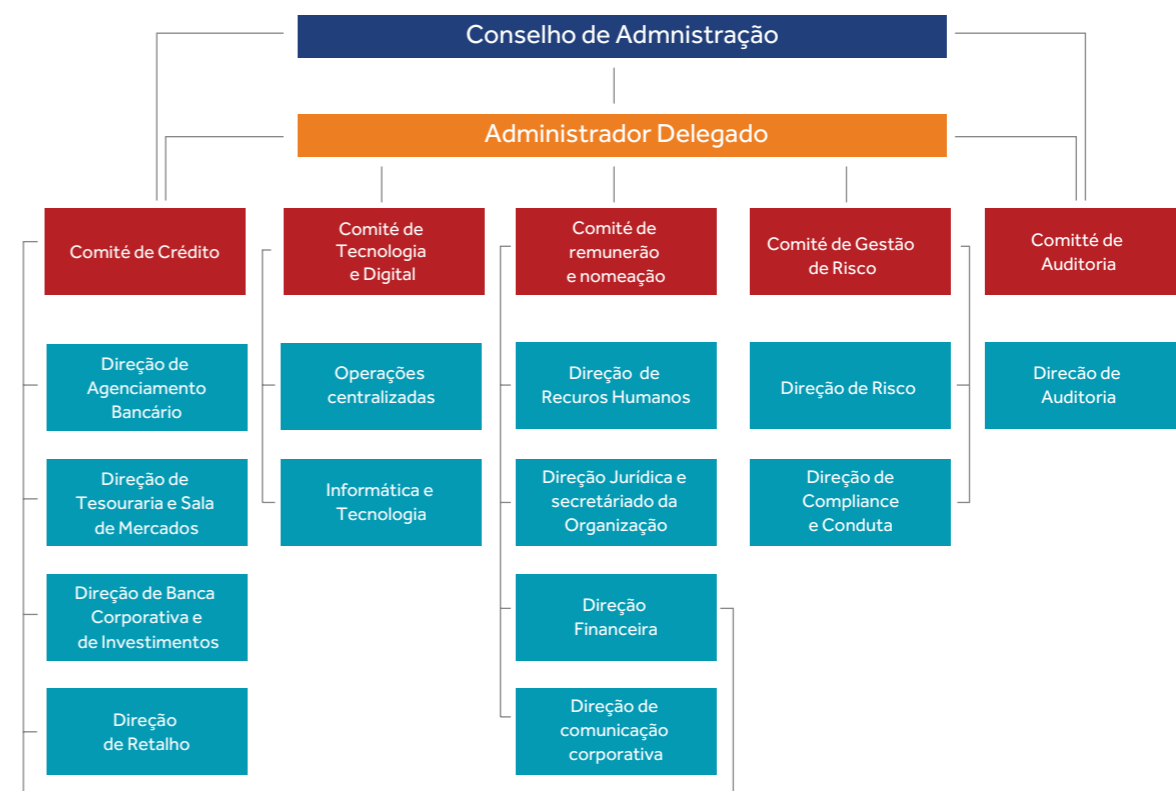 Conselho de Admnistração
Administrador Delegado
Comité de Crédito
Comité de
Tecnologia
e Digital
Comité de
remunerão
e nomeação
Comité de Gestão
de Risco
Comitté de
Auditoria
Direção de
Agenciamento
Bancário
Operações
centralizadas
Direção de
Recuros Humanos
Direção de Risco
Direcão de
Auditoria
Direção de
Tesouraria e Sala
de Mercados
Informática e
Tecnologia
Direção Jurídica e
secretáriado da
Organização
Direção de
Compliance
e Conduta
Direção de Banca
Corporativa e
de Investimentos
Direção
Financeira
Direção
de Retalho
Direção de
comunicação
corporativa